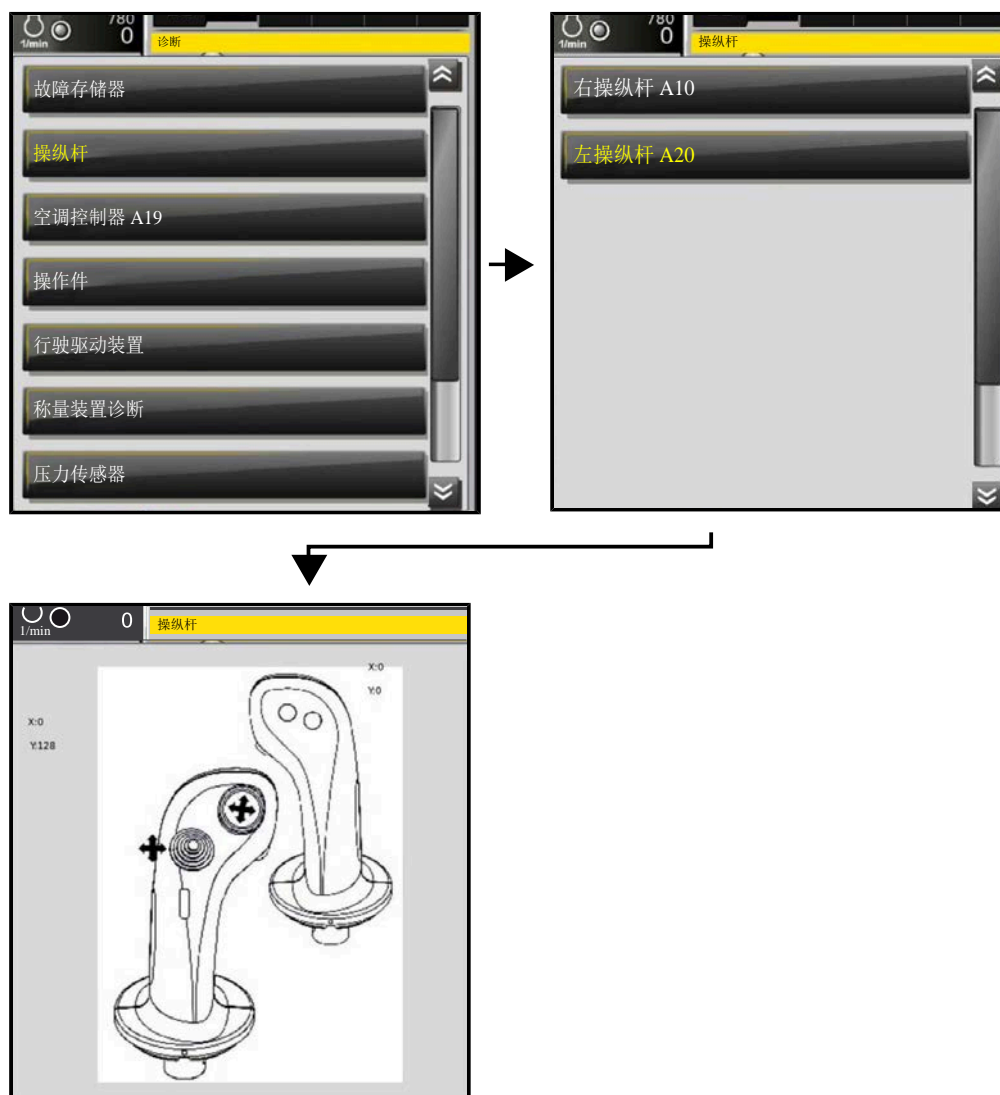 780
1/min 0
诊断
故障存储器
操纵杆
空调控制器 A19
操作件
行驶驱动装置
称量装置诊断
压力传感器
780
1/min 0
操纵杆
右操纵杆 A10
左操纵杆 A20
1/min 0
操纵杆
X:0
Y:0
X:0
Y:128